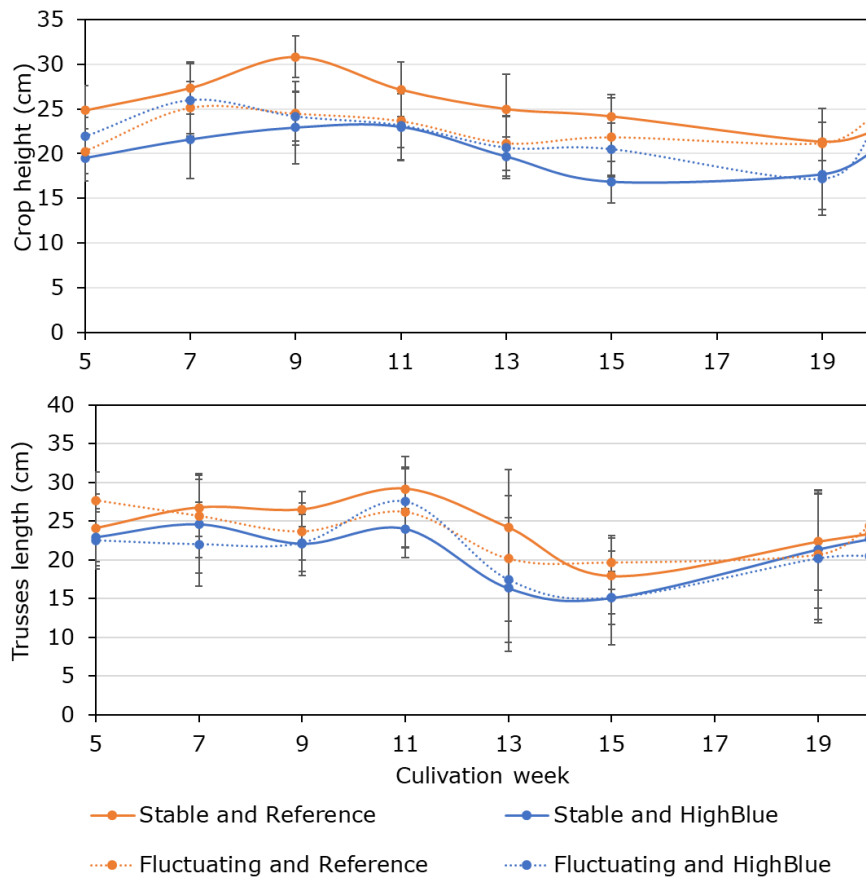 Crop height (cm)
35
30
25
20
15
10
5
0
5 7 9 11 13 15 17 19
Trusses length (cm)
40
35
30
25
20
15
10
5
0
5 7 9 11 13 15 17 19
Culivation week
Stable and Reference Stable and HighBlue
Fluctuating and Reference Fluctuating and HighBlue